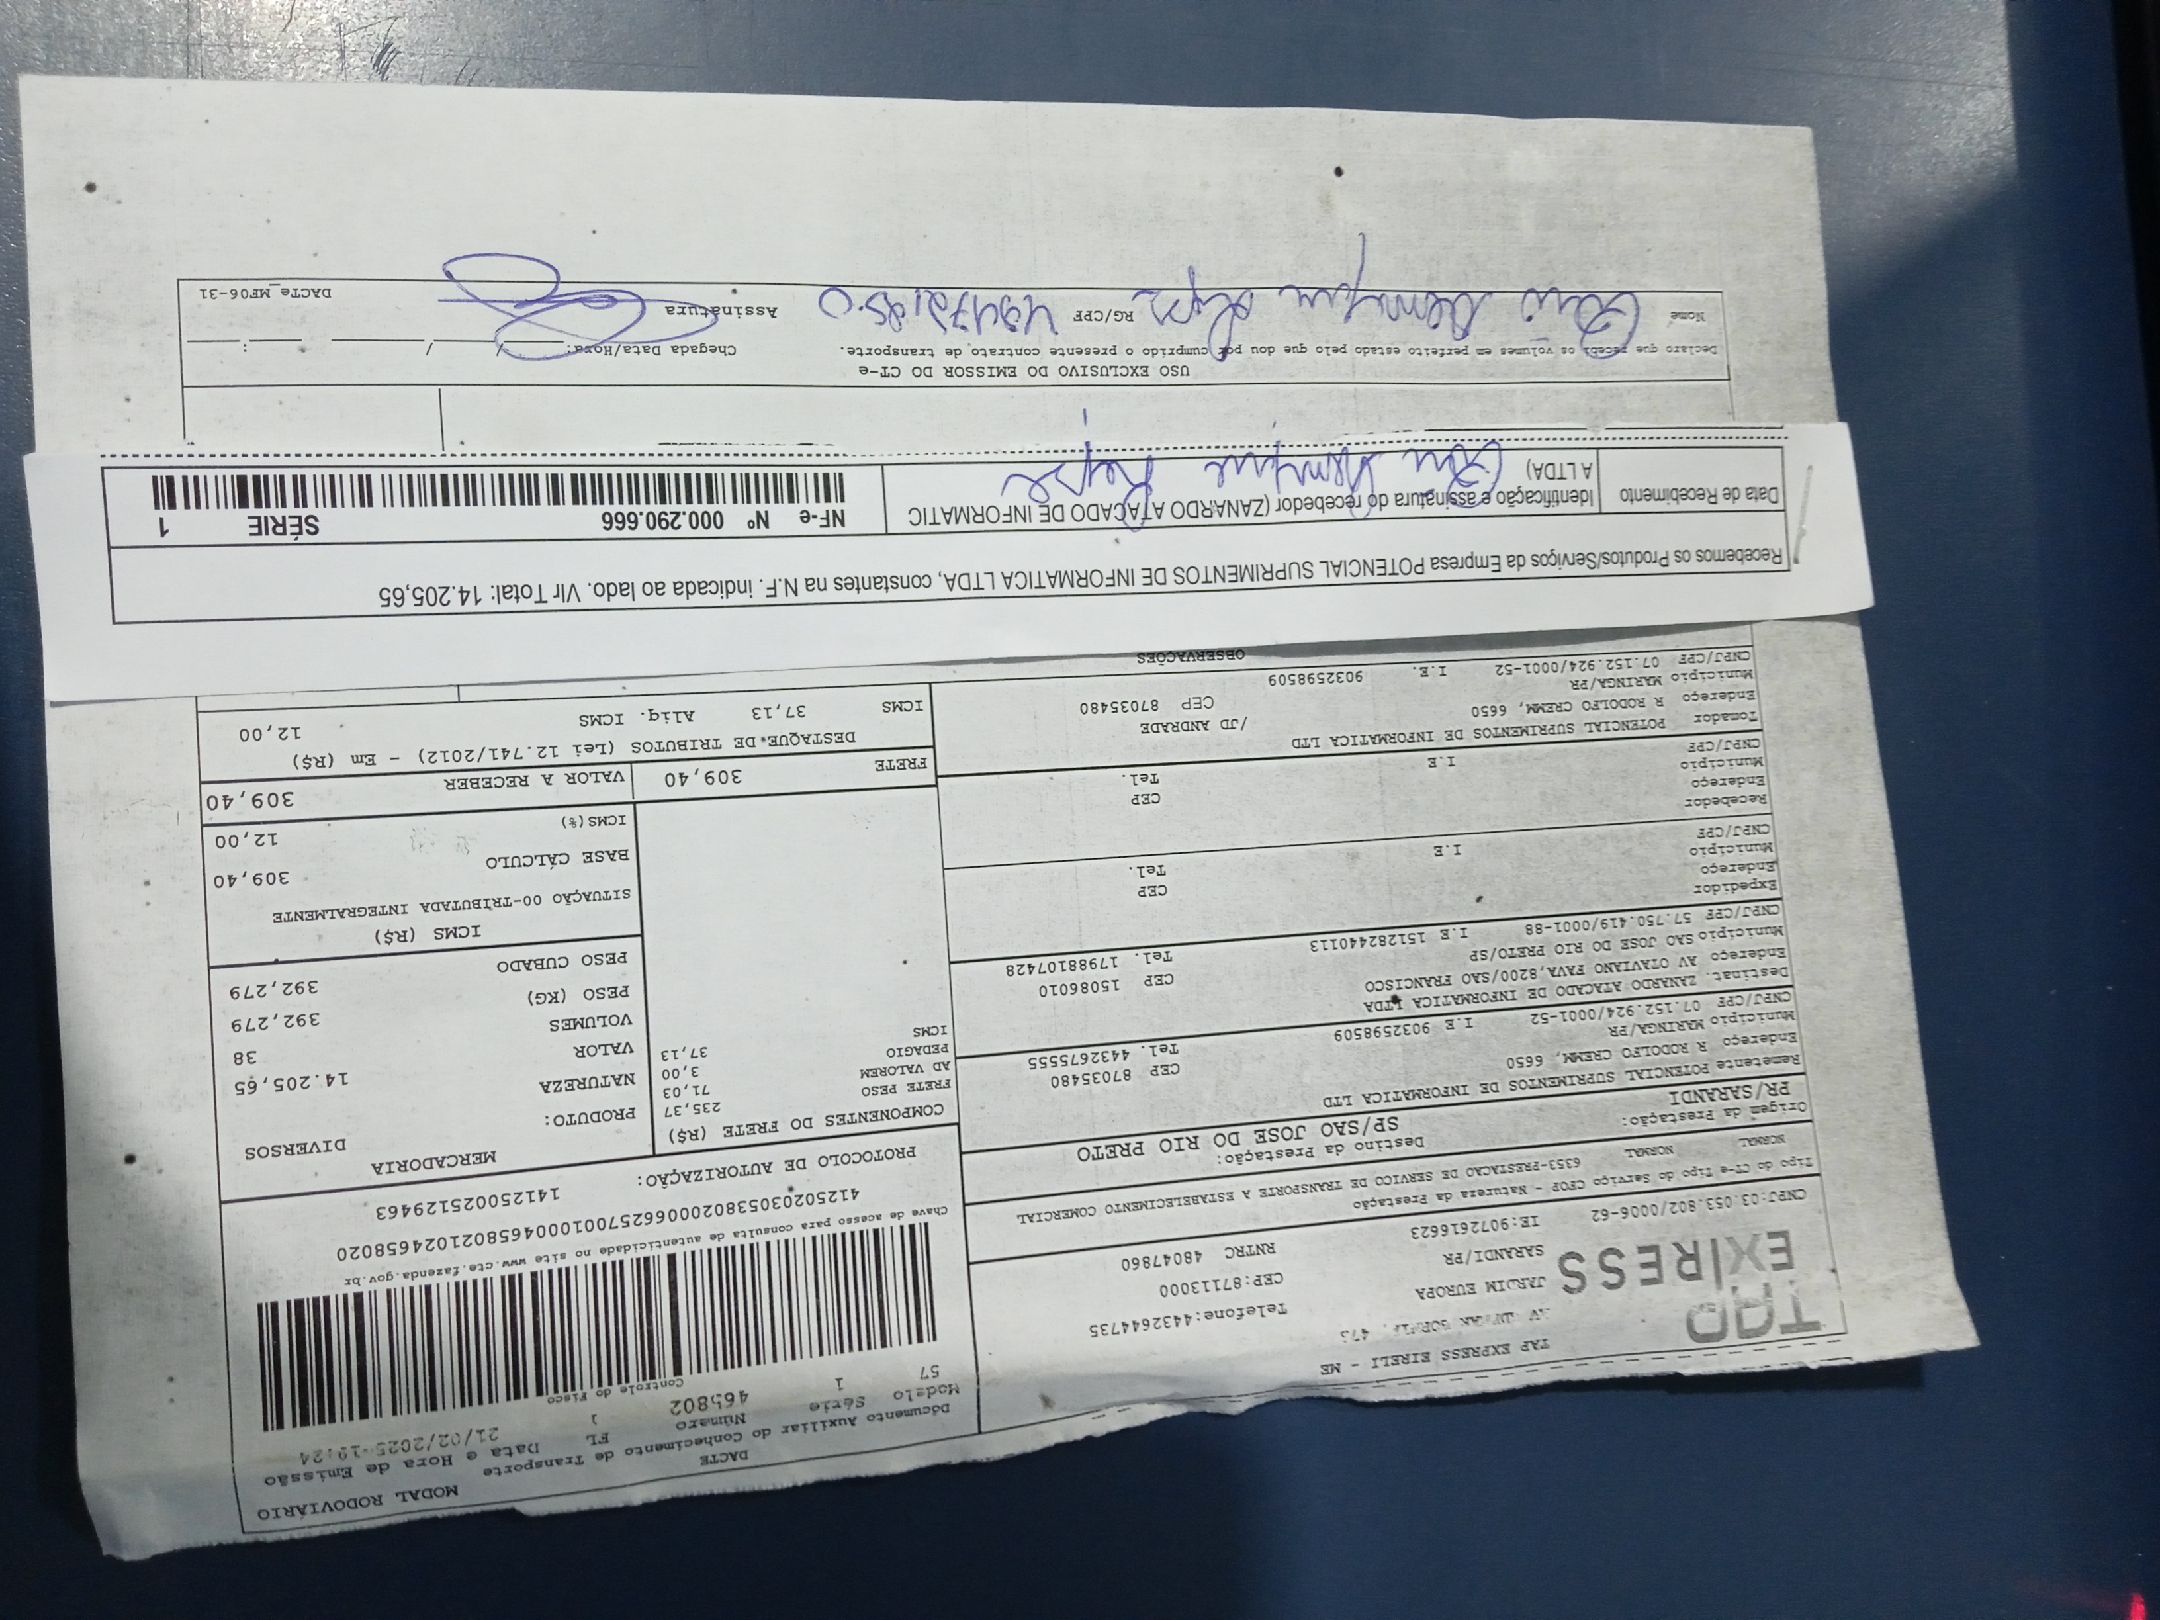 DACTE
Documento Auxiliar do Conhecimento de Transporte
MODAL RODOVIÁRIO
Modelo Série Número FL Data e Hora de Emissão
57 1 465802 1 21/02/2025-19:24
Controle do Fisco
TAP EXPRESS EIRELI - ME
TAP
EXPRESS
JARDIM EUROPA
SARANDI/PR
Telefone:4432644735
CEP:87113000
RNTRC 48047860
CNPJ:03.053.802/0006-62 IE:9072616623
Chave de acesso para consulta de autenticidade no site www.cte.fazenda.gov.br
41250203053802000662570010004658021024658020
PROTOCOLO DE AUTORIZAÇÃO: 141250025129463
Tipo do CT-e Tipo do Serviço CFOP - Natureza da Prestação
NORMAL NORMAL 6353-PRESTACAO DE SERVICO DE TRANSPORTE A ESTABELECIMENTO COMERCIAL
Origem da Prestação: Destino da Prestação:
PR/SARANDI SP/SAO JOSE DO RIO PRETO
Remetente POTENCIAL SUPRIMENTOS DE INFORMATICA LTD
Endereço R RODOLFO CREMM, 6650 CEP 87035480
Município MARINGA/PR Tel. 4432675555
CNPJ/CPF 07.152.924/0001-52 I.E 9032598509
Destinat. ZANARDO ATACADO DE INFORMATICA LTDA
Endereço AV OTAVIANO FAVA,8200/SAO FRANCISCO CEP 15086010
Município SAO JOSE DO RIO PRETO/SP Tel. 17988107428
CNPJ/CPF 57.750.419/0001-88 I.E 151282440113
Expedidor
Endereço CEP
Município Tel.
CNPJ/CPF I.E
Recebedor
Endereço CEP
Município Tel.
CNPJ/CPF I.E
Tomador POTENCIAL SUPRIMENTOS DE INFORMATICA LTD
Endereço R RODOLFO CREMM, 6650 /JD ANDRADE
Município MARINGA/PR CEP 87035480
CNPJ/CPF 07.152.924/0001-52 I.E. 9032598509
OBSERVAÇÕES
COMPONENTES DO FRETE (R$)
FRETE PESO 235,37
AD VALOREM 71,03
PEDAGIO 3,00
ICMS 37,13
MERCADORIA
PRODUTO: DIVERSOS
NATUREZA
VALOR 14.205,65
VOLUMES 38
PESO (KG) 392,279
PESO CUBADO 392,279
ICMS (R$)
SITUAÇÃO 00-TRIBUTADA INTEGRALMENTE
BASE CÁLCULO 309,40
ICMS(%) 12,00
FRETE 309,40 VALOR A RECEBER 309,40
DESTAQUE DE TRIBUTOS (Lei 12.741/2012) - Em (R$)
ICMS 37,13 Aliq. ICMS 12,00
Recebemos os Produtos/Serviços da Empresa POTENCIAL SUPRIMENTOS DE INFORMATICA LTDA, constantes na N.F. indicada ao lado. Vlr Total: 14.205,65
Data de Recebimento
Identificação e assinatura do recebedor (ZANARDO ATACADO DE INFORMATIC
A LTDA)
NF-e Nº 000.290.666 SÉRIE 1
USO EXCLUSIVO DO EMISSOR DO CT-e
Declaro que recebi os volumes em perfeito estado pelo que dou por cumprido o presente contrato de transporte.
Chegada Data/Hora: / / :
Nome RG/CPF Assinatura
DACTe_MF06-31